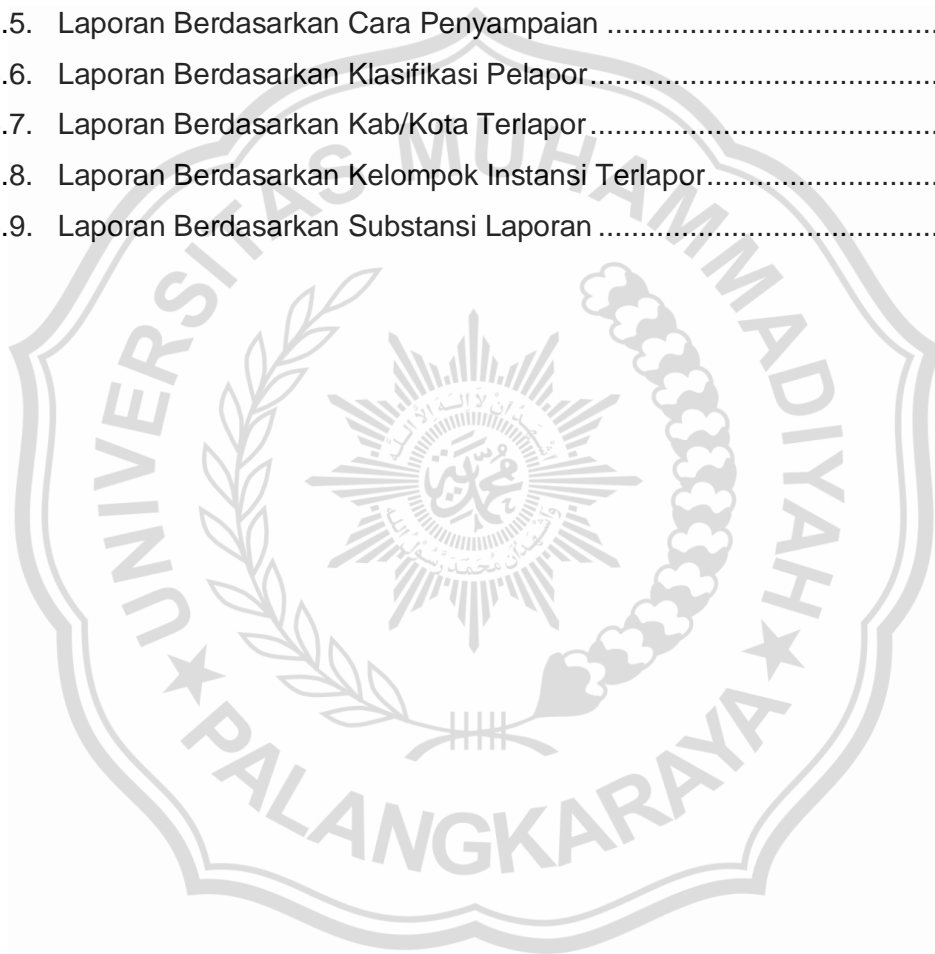 .5. Laporan Berdasarkan Cara Penyampaian ........................................
.6. Laporan Berdasarkan Klasifikasi Pelapor..........................................
.7. Laporan Berdasarkan Kab/Kota Terlapor..........................................
.8. Laporan Berdasarkan Kelompok Instansi Terlapor............................
.9. Laporan Berdasarkan Substansi Laporan .........................................
UNIVERSITAS MUHAMMADIYAH
PALANGKARAYA